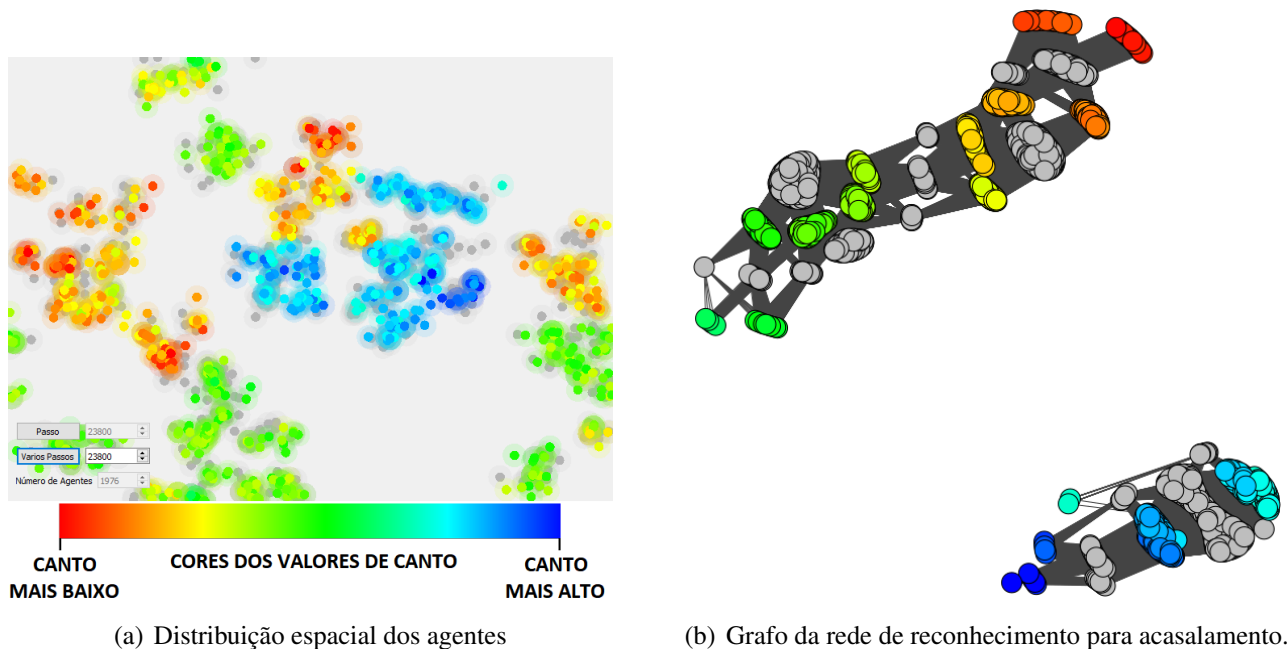 Passo 23800
Varios Passos 23800
Número de Agentes 1976
CANTO
MAIS BAIXO
CORES DOS VALORES DE CANTO
CANTO
MAIS ALTO
(a) Distribuição espacial dos agentes
(b) Grafo da rede de reconhecimento para acasalamento.